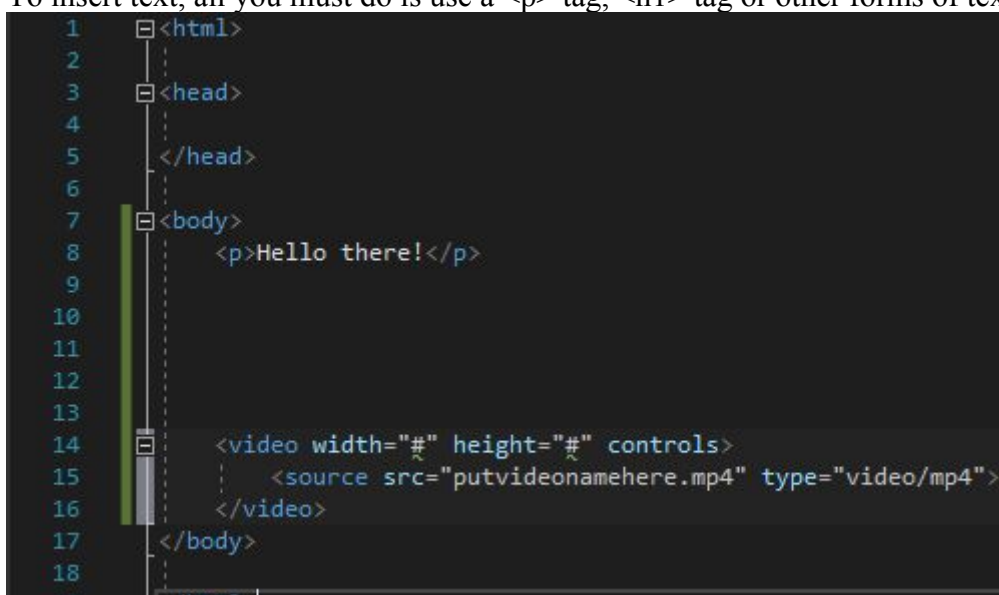 To insert text, all you must do is use a <p> tag, <h1> tag or other forms of
1 <html>
2
3 <head>
4
5 </head>
6
7 <body>
8 <p>Hello there!</p>
9
10
11
12
13
14 <video width="#" height="#" controls>
15 <source src="putvideonamehere.mp4" type="video/mp4">
16 </video>
17 </body>
18